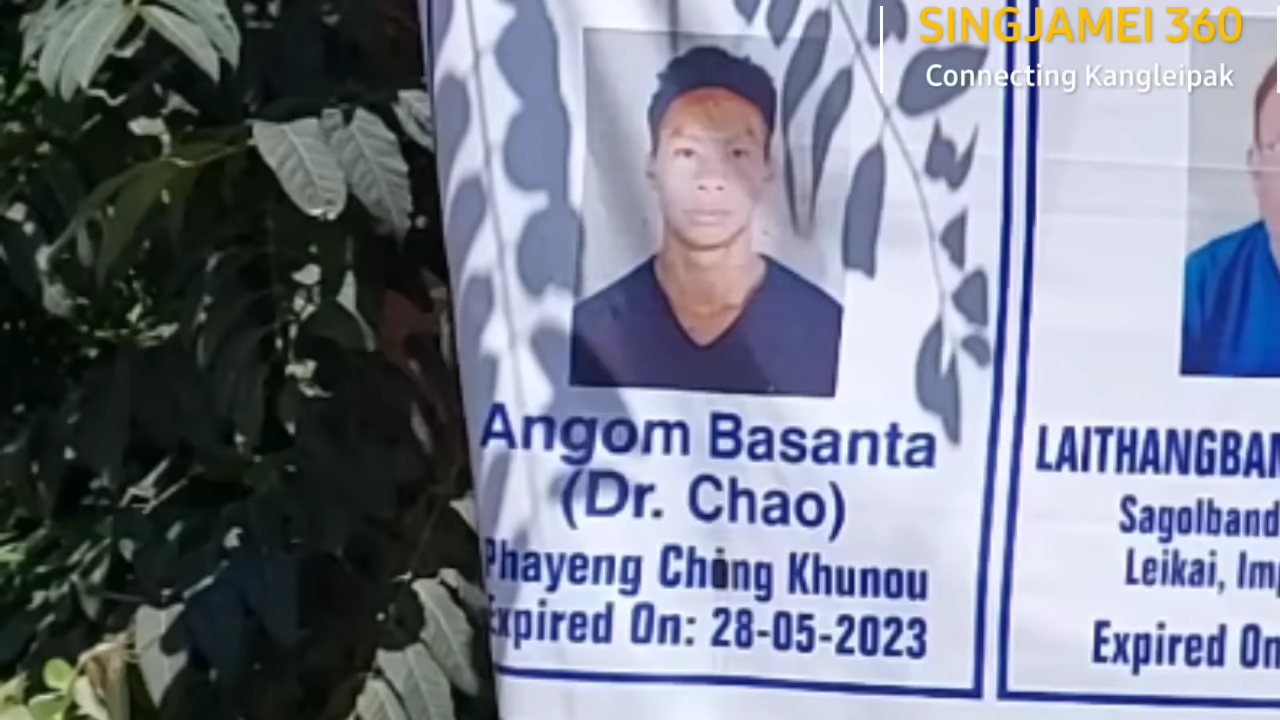 SINGJAMEI 360
Connecting Kangleipak
Angom Basanta
(Dr. Chao)
Phayeng Ching Khunou
Expired On: 28-05-2023
Sagolband
Leikai,
Expired On